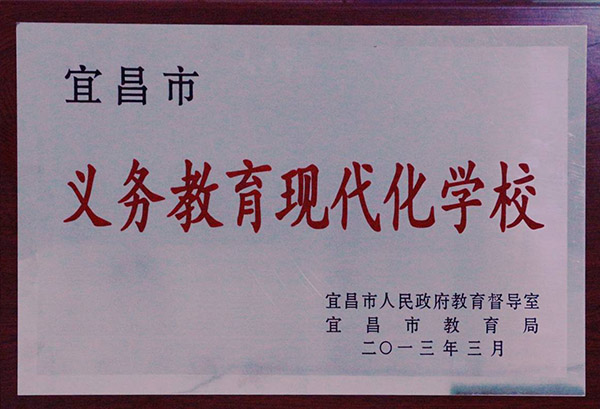 宜昌市
义务教育现代化学校
宜昌市人民政府教育督导室
宜昌市教育局
二〇一三年三月